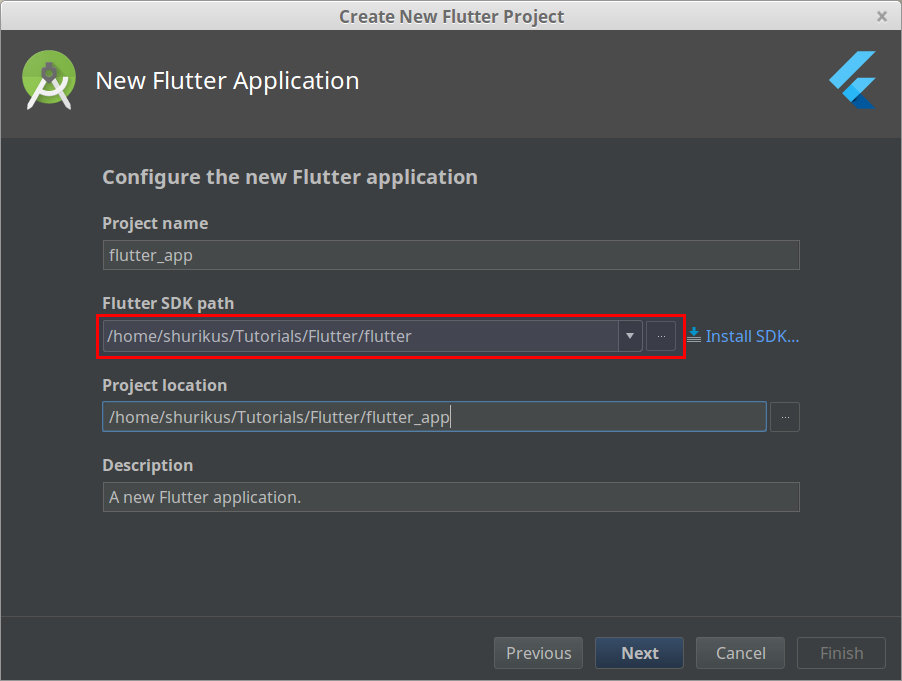 Create New Flutter Project
New Flutter Application
Configure the new Flutter application
Project name
flutter_app
Flutter SDK path
/home/shurikus/Tutorials/Flutter/flutter
...
Install SDK...
Project location
/home/shurikus/Tutorials/Flutter/flutter_app
...
Description
A new Flutter application.
Previous
Next
Cancel
Finish